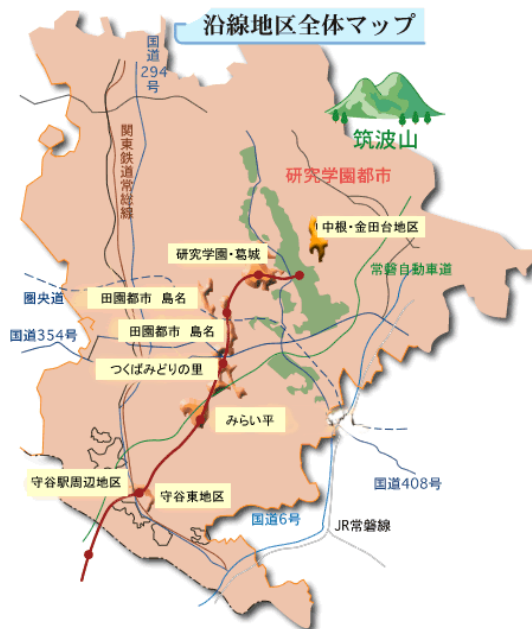 沿線地区全体マップ
国道
294
号
関東鉄道常総線
筑波山
研究学園都市
中根・金田台地区
研究学園・葛城
常磐自動車道
圏央道
田園都市 島名
国道354号
田園都市 島名
つくばみどりの里
みらい平
守谷駅周辺地区
守谷東地区
国道408号
国道6号
JR常磐線